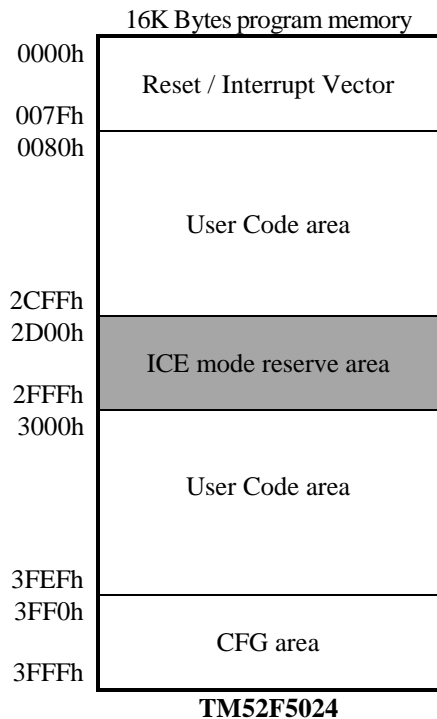 16K Bytes program memory
0000h
Reset / Interrupt Vector
007Fh
0080h
User Code area
2CFFh
2D00h
ICE mode reserve area
2FFFh
3000h
User Code area
3FEFh
3FF0h
CFG area
3FFFh
TM52F5024